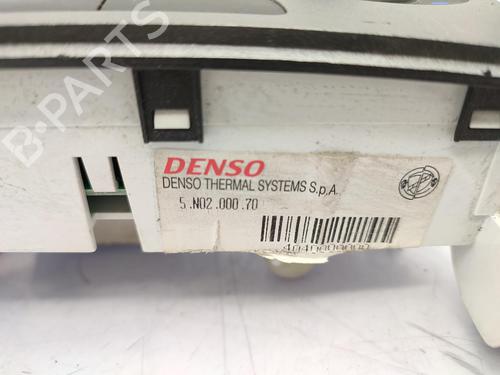 B-PARTS
DENSO
DENSO THERMAL SYSTEMS S.p.A.
5.N02.000.70